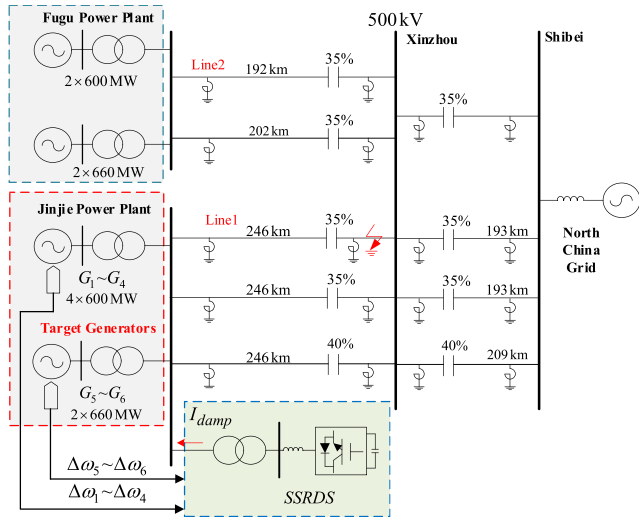 500 kV
Fugu Power Plant
Xinzhou
Shibei
2×600 MW
Line2
192 km
35%
35%
2×660 MW
202 km
35%
Jinjie Power Plant
G₁~G₄
4×600 MW
Line1
246 km
35%
35%
193 km
North
China
Grid
246 km
35%
35%
193 km
Target Generators
G₅~G₆
2×660 MW
246 km
40%
40%
209 km
I_damp
SSRDS
Δω₅~Δω₆
Δω₁~Δω₄